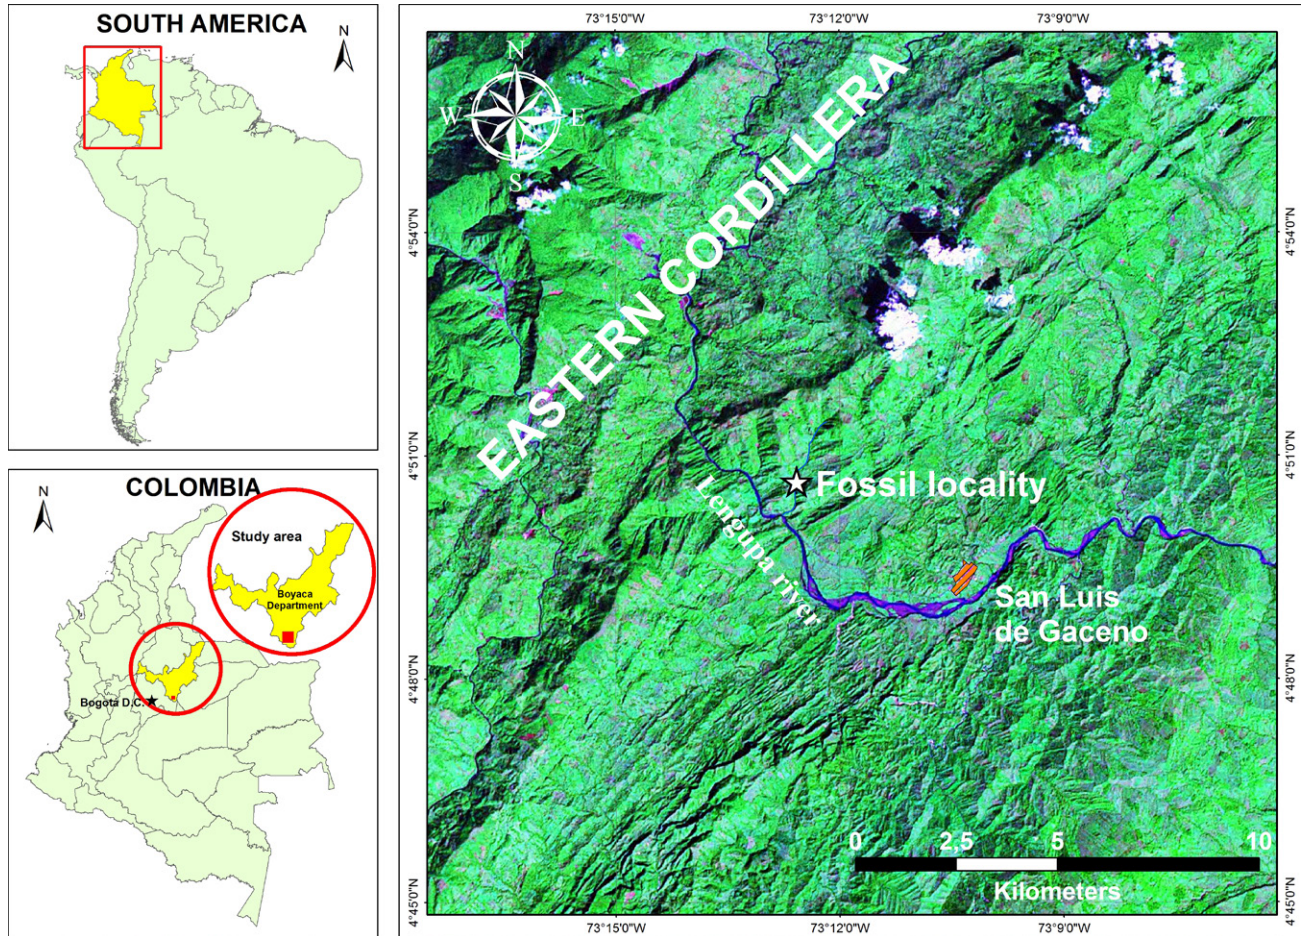 SOUTH AMERICA
N
COLOMBIA
N
Study area
Boyaca
Department
Bogotá D.C.
73°15'0"W
73°12'0"W
73°9'0"W
N
W
E
S
EASTERN CORDILLERA
4°54'0"N
4°54'0"N
4°51'0"N
4°51'0"N
Fossil locality
Lengupa river
San Luis
de Gaceno
4°48'0"N
4°48'0"N
0
2,5
5
10
Kilometers
4°45'0"N
4°45'0"N
73°15'0"W
73°12'0"W
73°9'0"W